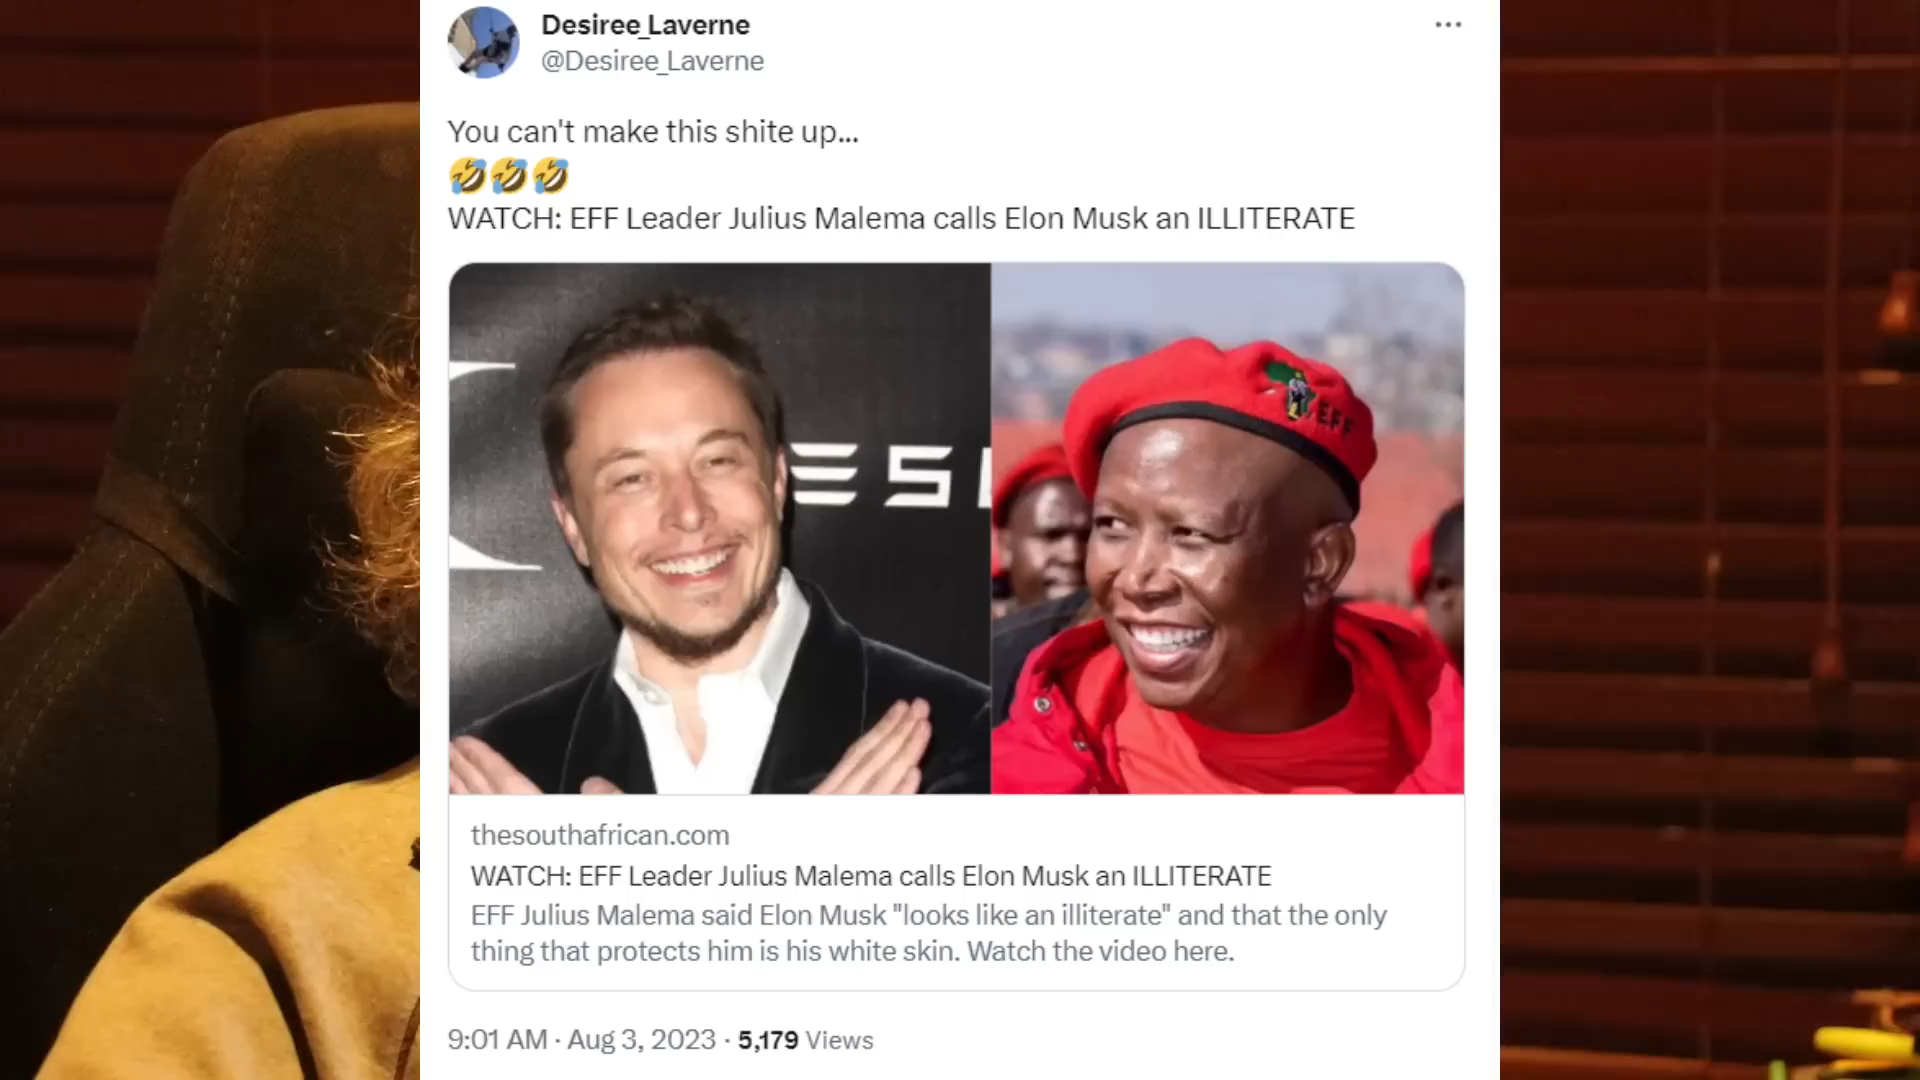 Desiree_Laverne
@Desiree_Laverne
You can't make this shite up...
🤣🤣🤣
WATCH: EFF Leader Julius Malema calls Elon Musk an ILLITERATE
ES
EFF
thesouthafrican.com
WATCH: EFF Leader Julius Malema calls Elon Musk an ILLITERATE
EFF Julius Malema said Elon Musk "looks like an illiterate" and that the only
thing that protects him is his white skin. Watch the video here.
9:01 AM · Aug 3, 2023 · 5,179 Views